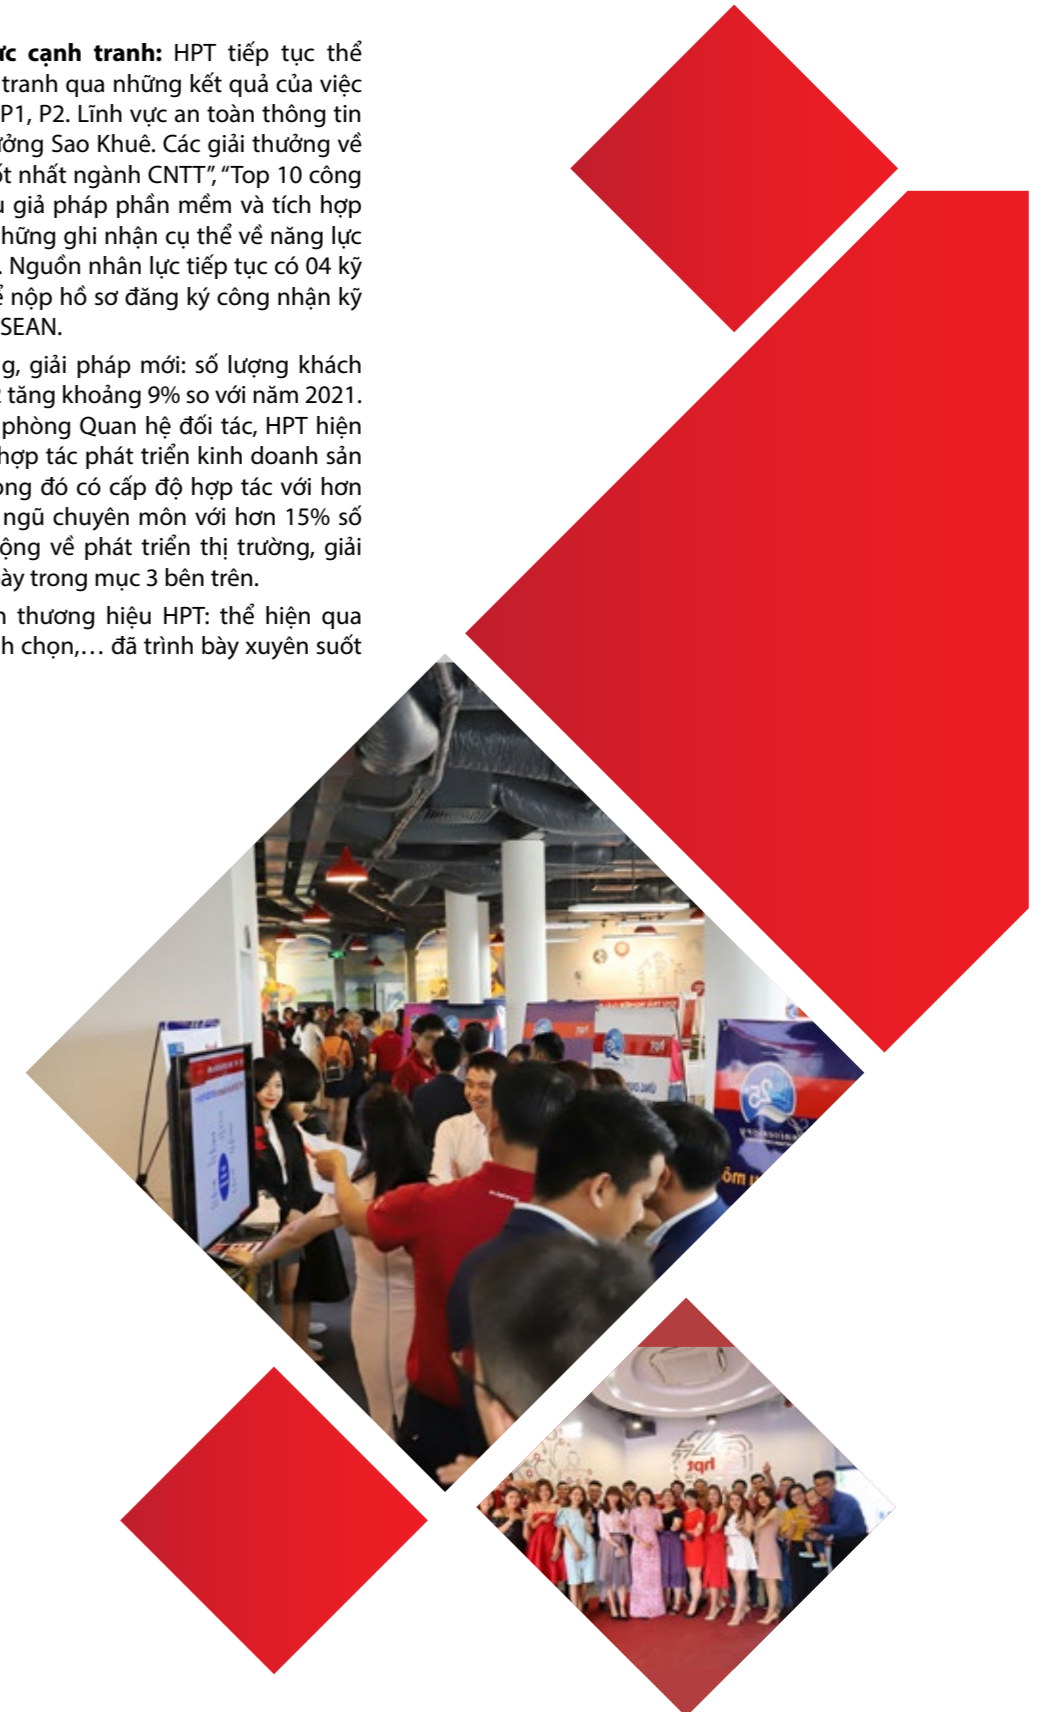 ực cạnh tranh: HPT tiếp tục thể
tranh qua những kết quả của việc
P1, P2. Lĩnh vực an toàn thông tin
ưởng Sao Khuê. Các giải thưởng về
ốt nhất ngành CNTT”, “Top 10 công
u giả pháp phần mềm và tích hợp
hững ghi nhận cụ thể về năng lực
. Nguồn nhân lực tiếp tục có 04 kỹ
ể nộp hồ sơ đăng ký công nhận kỹ
SEAN.
g, giải pháp mới: số lượng khách
2 tăng khoảng 9% so với năm 2021.
phòng Quan hệ đối tác, HPT hiện
hợp tác phát triển kinh doanh sản
ong đó có cấp độ hợp tác với hơn
ngũ chuyên môn với hơn 15% số
ộng về phát triển thị trường, giải
ày trong mục 3 bên trên.
n thương hiệu HPT: thể hiện qua
h chọn,... đã trình bày xuyên suốt
25
hpt